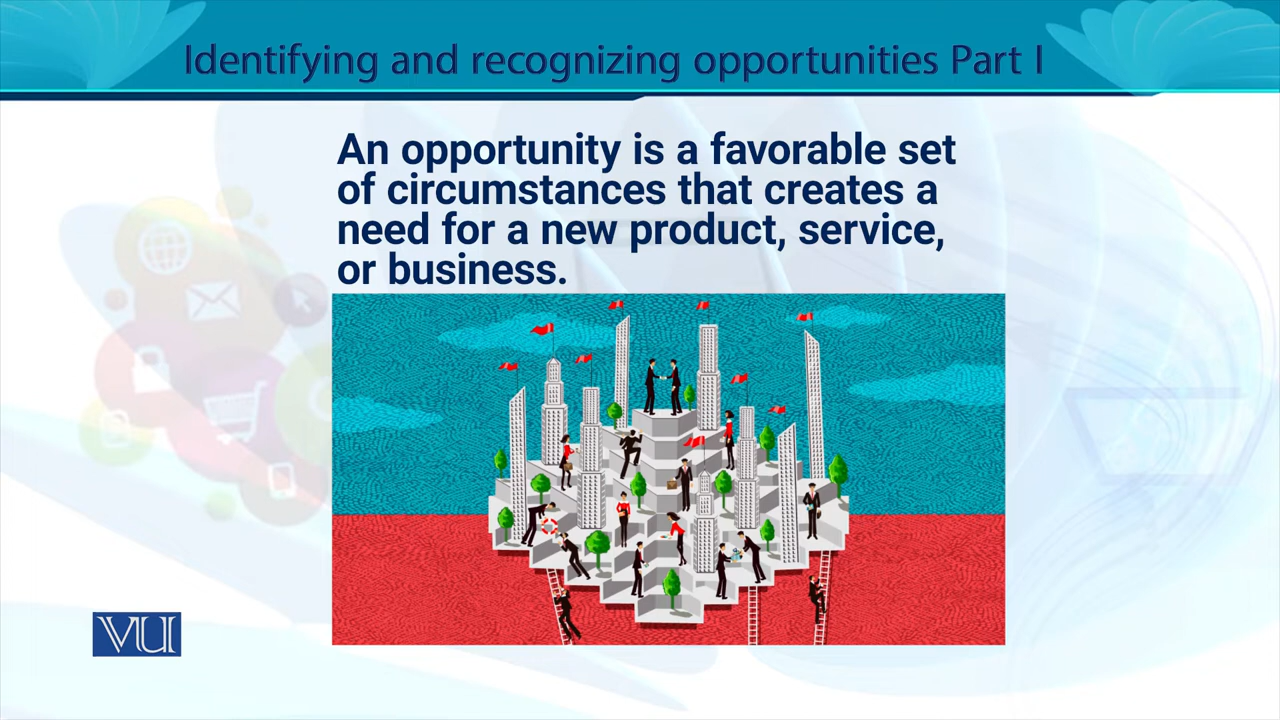 Identifying and recognizing opportunities Part I
An opportunity is a favorable set
of circumstances that creates a
need for a new product, service,
or business.
VU